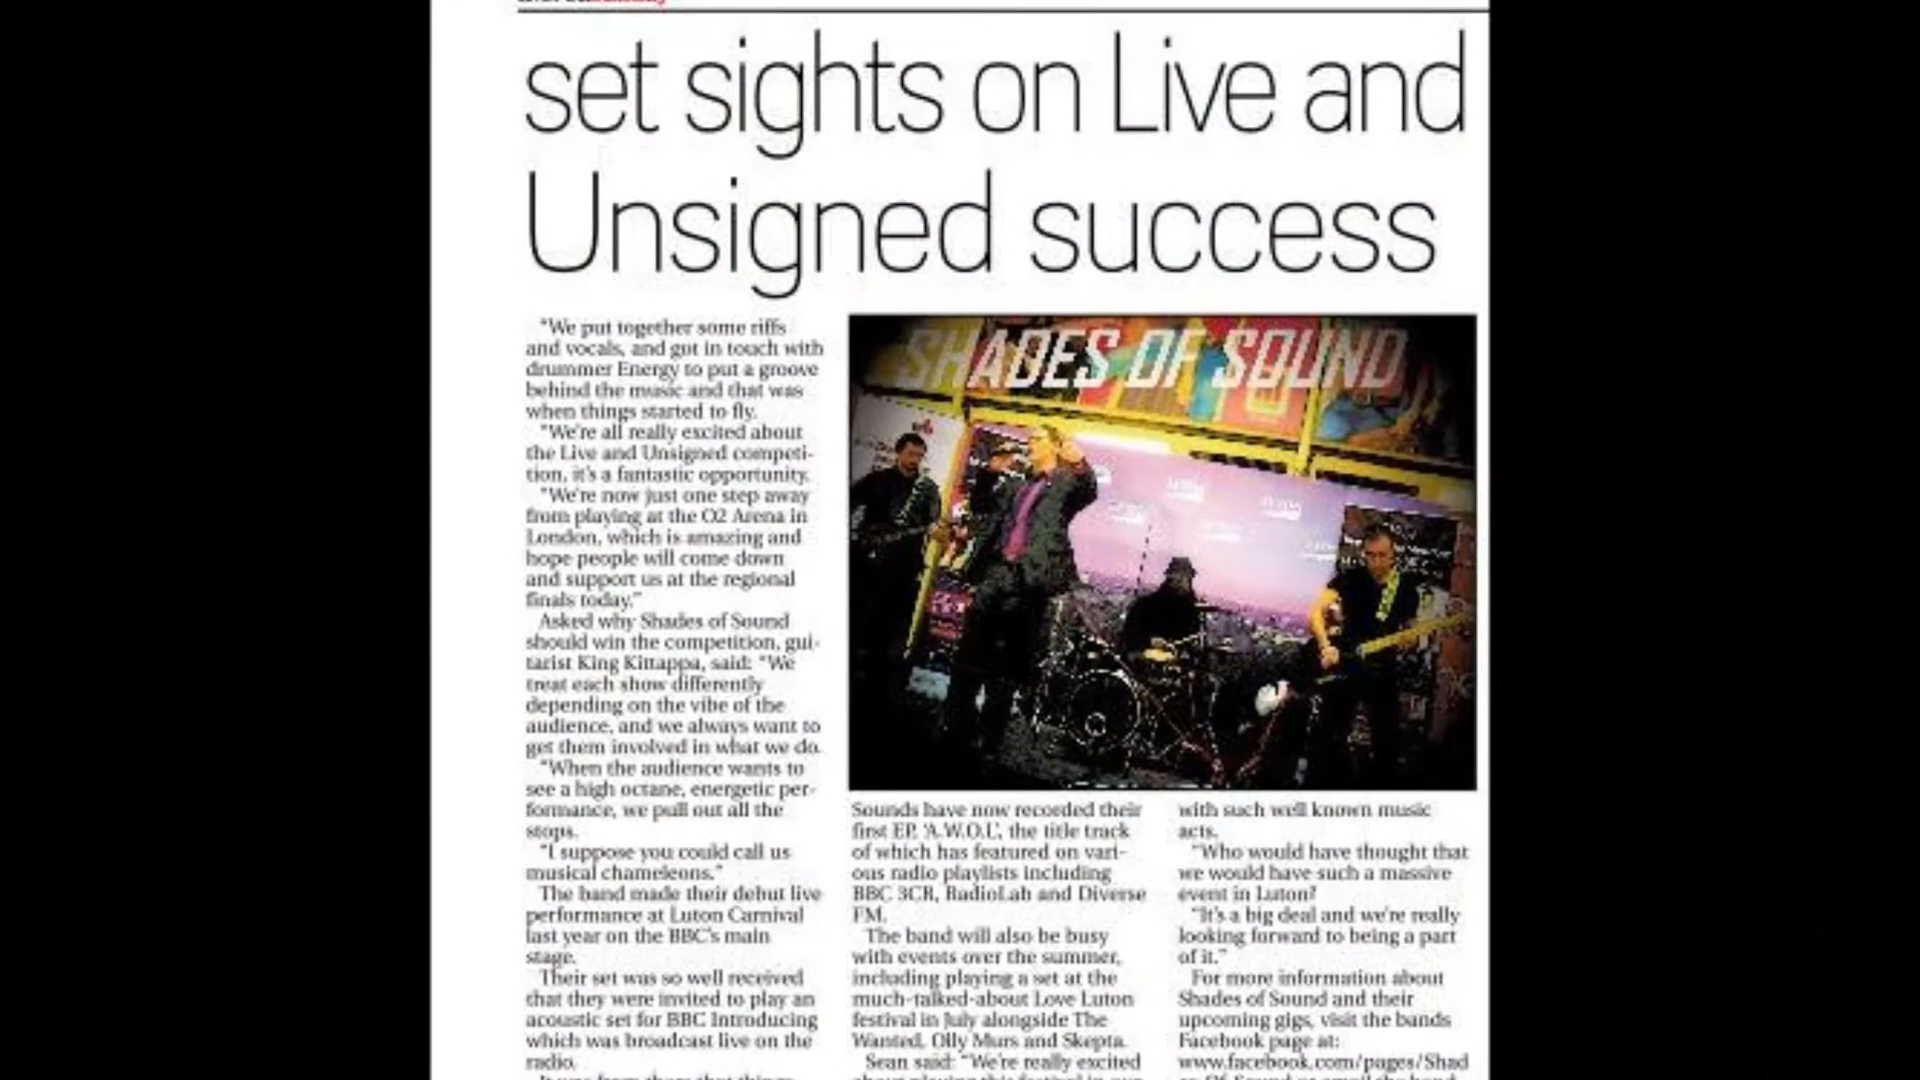 set sights on Live and
Unsigned success
"We put together some riffs
and vocals, and got in touch with
drummer Energy to put a groove
behind the music and that was
when things started to fly.
"We're all really excited about
the Live and Unsigned competi-
tion, it's a fantastic opportunity.
"We're now just one step away
from playing at the O2 Arena in
London, which is amazing and
hope people will come down
and support us at the regional
finals today."
Asked why Shades of Sound
should win the competition, gui-
tarist King Kittappa, said: "We
treat each show differently
depending on the vibe of the
audience, and we always want to
get them involved in what we do.
"When the audience wants to
see a high octane, energetic per-
formance, we pull out all the
stops.
"I suppose you could call us
musical chameleons."
The band made their debut live
performance at Luton Carnival
last year on the BBC's main
stage.
Their set was so well received
that they were invited to play an
acoustic set for BBC Introducing
which was broadcast live on the
radio.
SHADES OF SOUND
Sounds have now recorded their
first EP, 'A.W.O.L', the title track
of which has featured on vari-
ous radio playlists including
BBC 3CR, RadioLab and Diverse
FM.
The band will also be busy
with events over the summer,
including playing a set at the
much-talked-about Love Luton
festival in July alongside The
Wanted, Olly Murs and Skepta.
Sean said: "We're really excited
with such well known music
acts.
"Who would have thought that
we would have such a massive
event in Luton?
"It's a big deal and we're really
looking forward to being a part
of it."
For more information about
Shades of Sound and their
upcoming gigs, visit the bands
Facebook page at:
www.facebook.com/pages/Shad